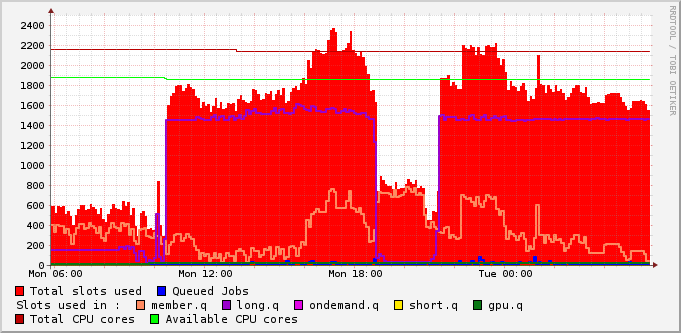 2400
2200
2000
1800
1600
1400
1200
1000
800
600
400
200
0
Mon 06:00 Mon 12:00 Mon 18:00 Tue 00:00
RRDTOOL / TOBI OETIKER
Total slots used Queued Jobs
Slots used in : member.q long.q ondemand.q short.q gpu.q
Total CPU cores Available CPU cores